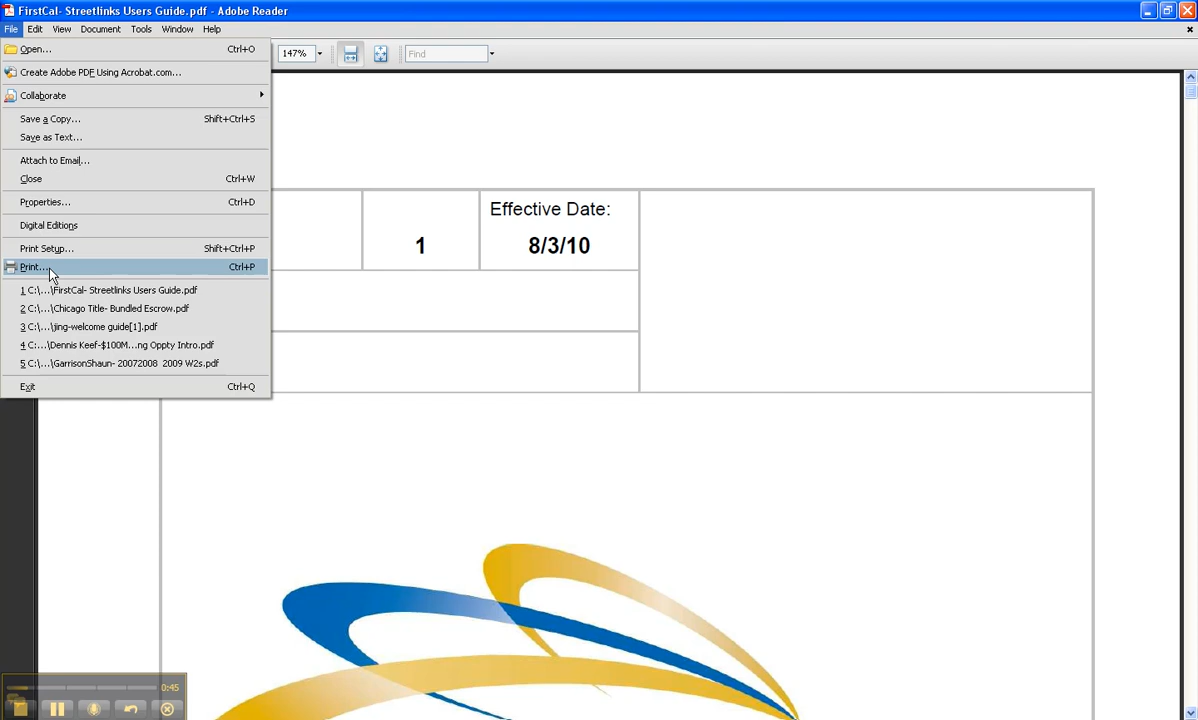 FirstCal- Streetlinks Users Guide.pdf - Adobe Reader
File Edit View Document Tools Window Help
Open... Ctrl+O
147%
Find
Create Adobe PDF Using Acrobat.com...
Collaborate
Save a Copy... Shift+Ctrl+S
Save as Text...
Attach to Email...
Close Ctrl+W
Properties... Ctrl+D
Digital Editions
Print Setup... Shift+Ctrl+P
Print... Ctrl+P
1 C:\...\FirstCal- Streetlinks Users Guide.pdf
2 C:\...\Chicago Title- Bundled Escrow.pdf
3 C:\...\jing-welcome guide[1].pdf
4 C:\...\Dennis Keef-$100M...ng Oppty Intro.pdf
5 C:\...\GarrisonShaun- 20072008 2009 W2s.pdf
Exit Ctrl+Q
Effective Date:
1 8/3/10
0:45